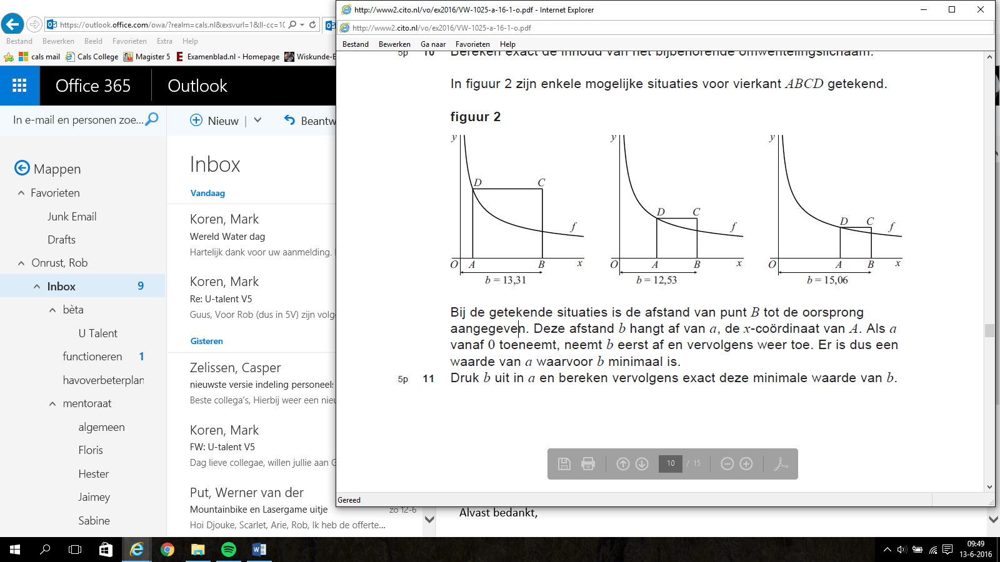 http://www2.cito.nl/vo/ex2016/VW-1025-a-16-1-o.pdf - Internet Explorer
https://outlook.office.com/owa/?realm=cals.nl&exsvurl=1&ll-cc=10
http://www2.cito.nl/vo/ex2016/VW-1025-a-16-1-o.pdf
Bestand Bewerken Beeld Favorieten Extra Help
Bestand Bewerken Ga naar Favorieten Help
cals mail Cals College Magister 5 Examenblad.nl - Homepage Wiskunde-E
Office 365 Outlook
In e-mail en personen zoe...
Nieuw Beantw
Mappen
Favorieten
Junk Email
Drafts
Onrust, Rob
Inbox 9
bèta
U Talent
functioneren 1
havoverbeterplan
mentoraat
algemeen
Floris
Hester
Jaimey
Sabine
Inbox
Vandaag
Koren, Mark
Wereld Water dag
Hartelijk dank voor uw aanmelding.
Koren, Mark
Re: U-talent V5
Guus, Voor Rob (dus in 5V) zijn volg
Gisteren
Zelissen, Casper
nieuwste versie indeling personeel
Beste collega's, Hierbij weer een nieu
Koren, Mark
FW: U-talent V5
Dag lieve collegae, willen jullie aan G
Put, Werner van der
Mountainbike en Lasergame uitje zo 12-6
Hoi Djouke, Scarlet, Arie, Rob, Ik heb de offerte...
5p 10 Bereken exact de inhoud van het bijbehorende omwentelingslichaam.
In figuur 2 zijn enkele mogelijke situaties voor vierkant ABCD getekend.
figuur 2
y D C f O A B x b = 13,31
y D C f O A B x b = 12,53
y D C f O A B x b = 15,06
Bij de getekende situaties is de afstand van punt B tot de oorsprong
aangegeven. Deze afstand b hangt af van a, de x-coördinaat van A. Als a
vanaf 0 toeneemt, neemt b eerst af en vervolgens weer toe. Er is dus een
waarde van a waarvoor b minimaal is.
5p 11 Druk b uit in a en bereken vervolgens exact deze minimale waarde van b.
10 / 15
Gereed
Alvast bedankt,
09:49
13-6-2016